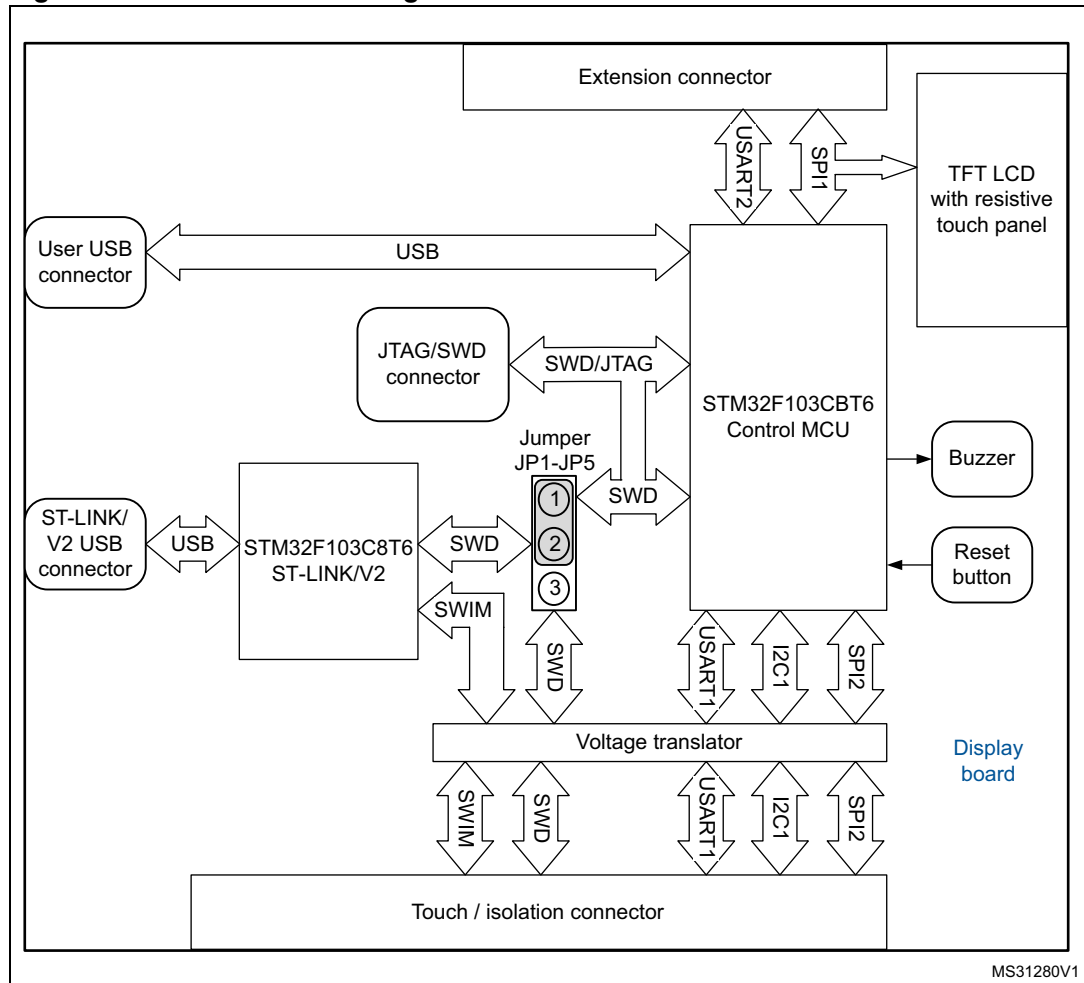 Extension connector
USART2
SPI1
TFT LCD
with resistive
touch panel
User USB
connector
USB
JTAG/SWD
connector
SWD/JTAG
STM32F103CBT6
Control MCU
Jumper
JP1-JP5
1
2
3
SWD
Buzzer
Reset
button
ST-LINK/
V2 USB
connector
USB
STM32F103C8T6
ST-LINK/V2
SWD
SWIM
SWD
USART1
I2C1
SPI2
Voltage translator
Display
board
SWIM
SWD
USART1
I2C1
SPI2
Touch / isolation connector
MS31280V1